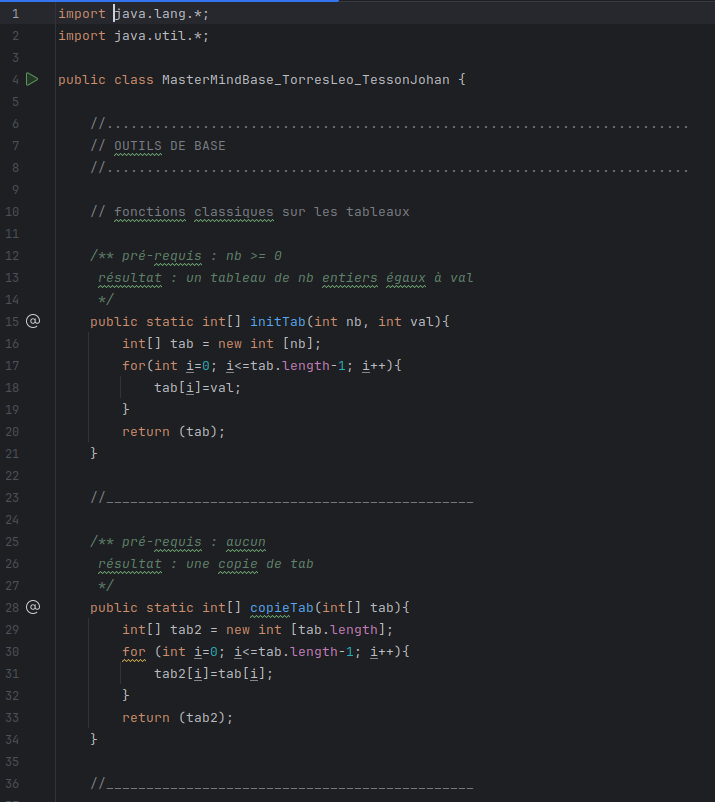 1 import java.lang.*;
2 import java.util.*;
3
4 public class MasterMindBase_TorresLeo_TessonJohan {
5
6 //.........................................................................
7 // OUTILS DE BASE
8 //.........................................................................
9
10 // fonctions classiques sur les tableaux
11
12 /** pré-requis : nb >= 0
13 résultat : un tableau de nb entiers égaux à val
14 */
15 @ public static int[] initTab(int nb, int val){
16 int[] tab = new int [nb];
17 for(int i=0; i<=tab.length-1; i++){
18 tab[i]=val;
19 }
20 return (tab);
21 }
22
23 //______________________________________________
24
25 /** pré-requis : aucun
26 résultat : une copie de tab
27 */
28 @ public static int[] copieTab(int[] tab){
29 int[] tab2 = new int [tab.length];
30 for (int i=0; i<=tab.length-1; i++){
31 tab2[i]=tab[i];
32 }
33 return (tab2);
34 }
35
36 //______________________________________________